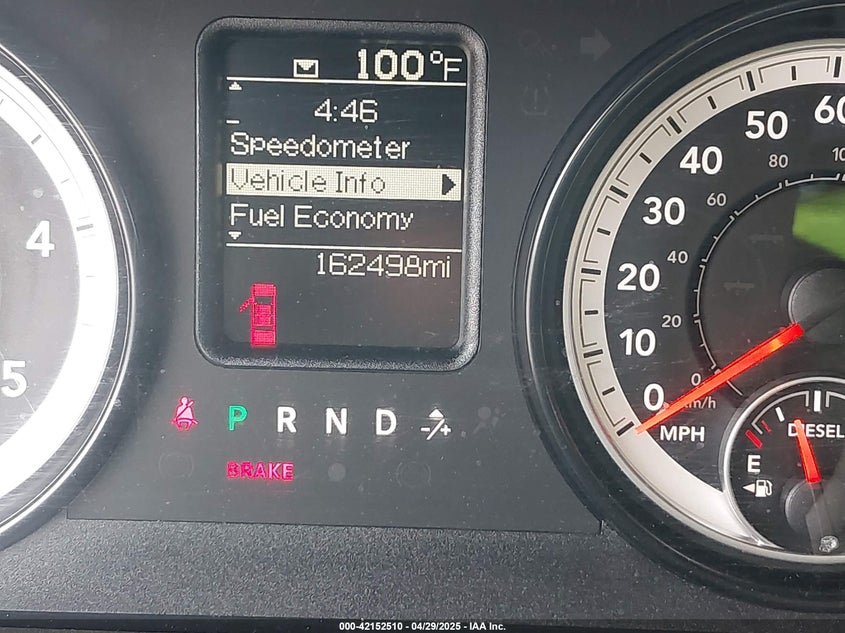 100°F
4:46
Speedometer
Vehicle Info
Fuel Economy
162498mi
P R N D -/+
BRAKE
4
5
60
50
40
30
20
10
0
MPH
80
60
40
20
0
km/h
DIESEL
E
000-42152510 - 04/29/2025 - IAA Inc.